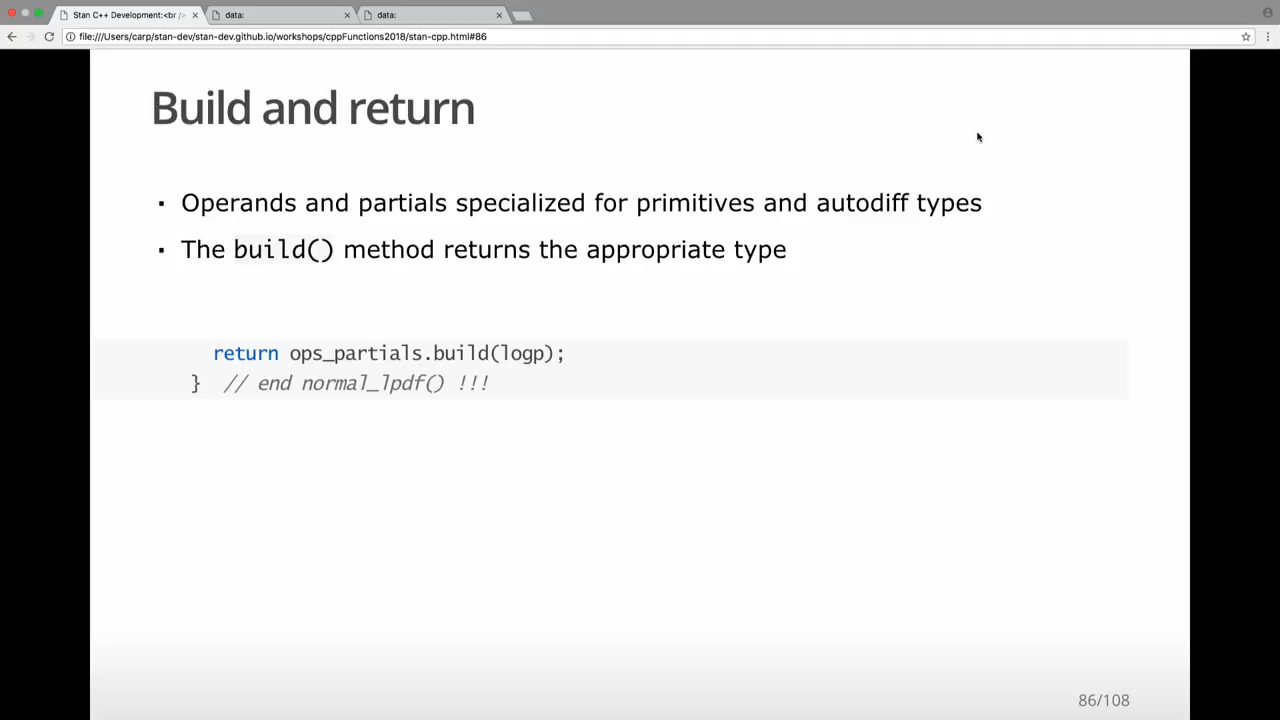 Stan C++ Development:<br />
data:
data:
file:///Users/carp/stan-dev/stan-dev.github.io/workshops/cppFunctions2018/stan-cpp.html#86
Build and return
▪ Operands and partials specialized for primitives and autodiff types
▪ The build() method returns the appropriate type
return ops_partials.build(logp);
} // end normal_lpdf() !!!
86/108